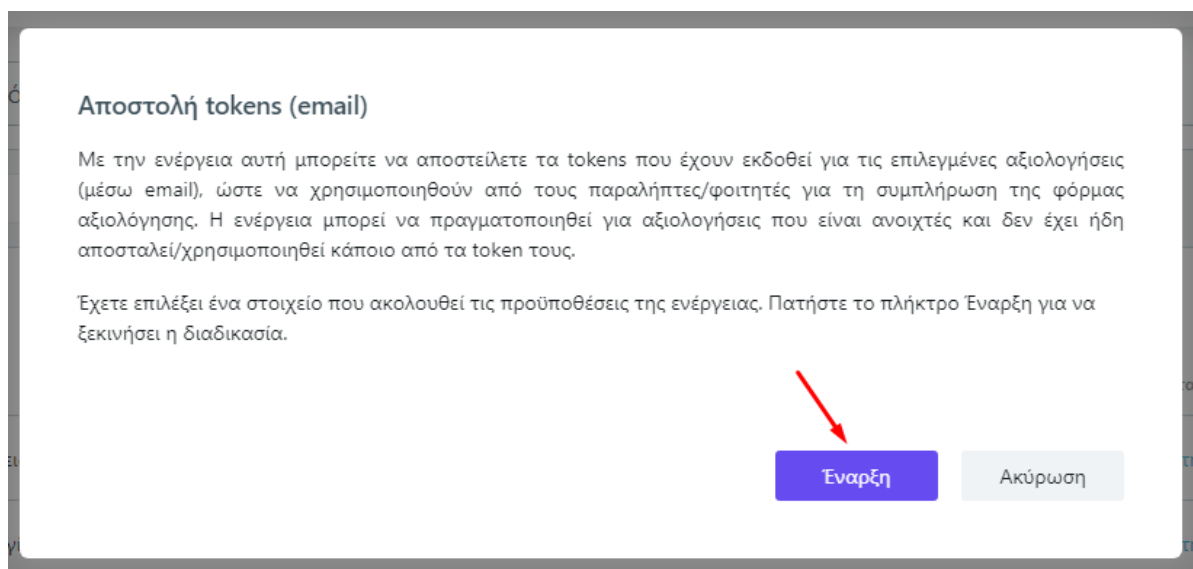 Αποστολή tokens (email)
Με την ενέργεια αυτή μπορείτε να αποστείλετε τα tokens που έχουν εκδοθεί για τις επιλεγμένες αξιολογήσεις
(μέσω email), ώστε να χρησιμοποιηθούν από τους παραλήπτες/φοιτητές για τη συμπλήρωση της φόρμας
αξιολόγησης. Η ενέργεια μπορεί να πραγματοποιηθεί για αξιολογήσεις που είναι ανοιχτές και δεν έχει ήδη
αποσταλεί/χρησιμοποιηθεί κάποιο από τα token τους.
Έχετε επιλέξει ένα στοιχείο που ακολουθεί τις προϋποθέσεις της ενέργειας. Πατήστε το πλήκτρο Έναρξη για να
ξεκινήσει η διαδικασία.
Έναρξη Ακύρωση